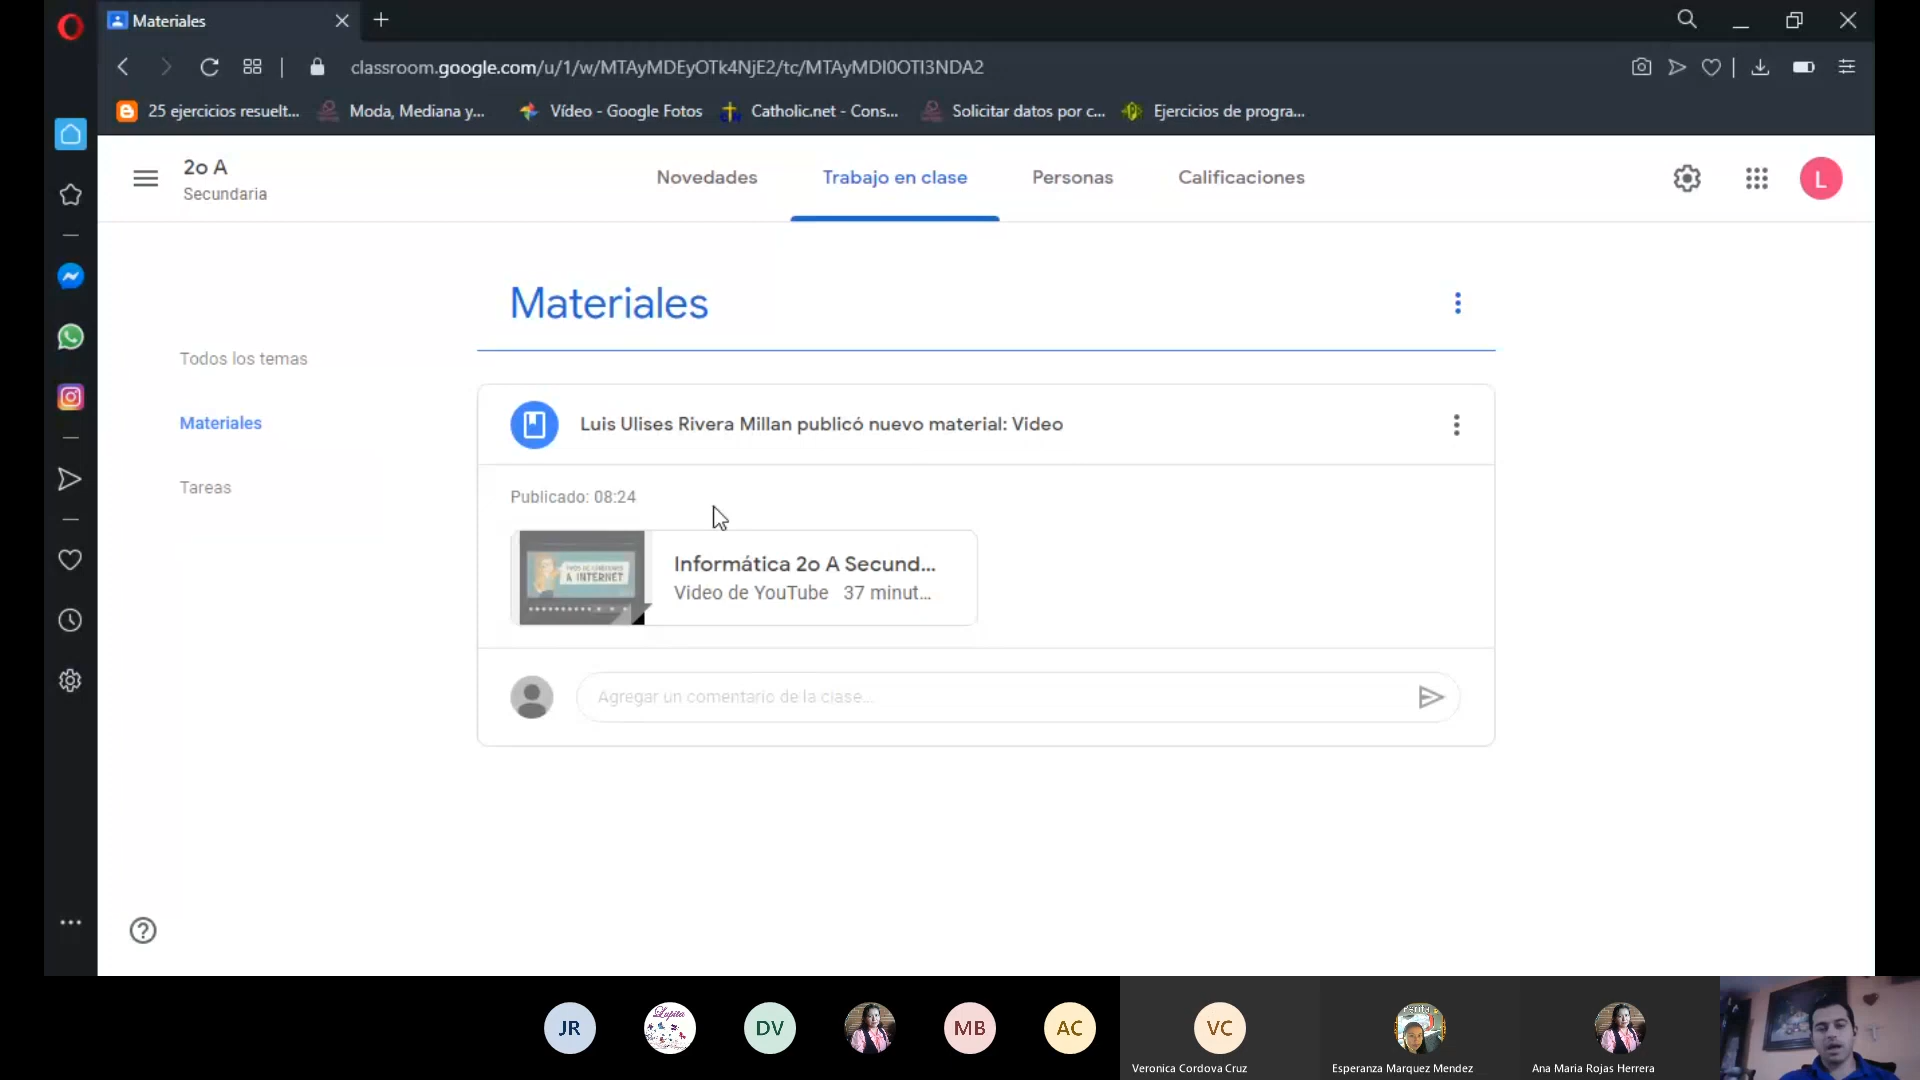 Materiales
classroom.google.com/u/1/w/MTAyMDEyOTk4NjE2/tc/MTAyMDI0OTI3NDA2
25 ejercicios resuelt...
Moda, Mediana y...
Vídeo - Google Fotos
Catholic.net - Cons...
Solicitar datos por c...
Ejercicios de progra...
2o A
Secundaria
Novedades
Trabajo en clase
Personas
Calificaciones
L
Materiales
Todos los temas
Materiales
Tareas
Luis Ulises Rivera Millan publicó nuevo material: Video
Publicado: 08:24
A INTERNET
Informática 2o A Secund...
Video de YouTube 37 minut...
Agregar un comentario de la clase...
JR
Lupita
DV
MB
AC
VC
Veronica Cordova Cruz
Esperanza Marquez Mendez
Ana Maria Rojas Herrera